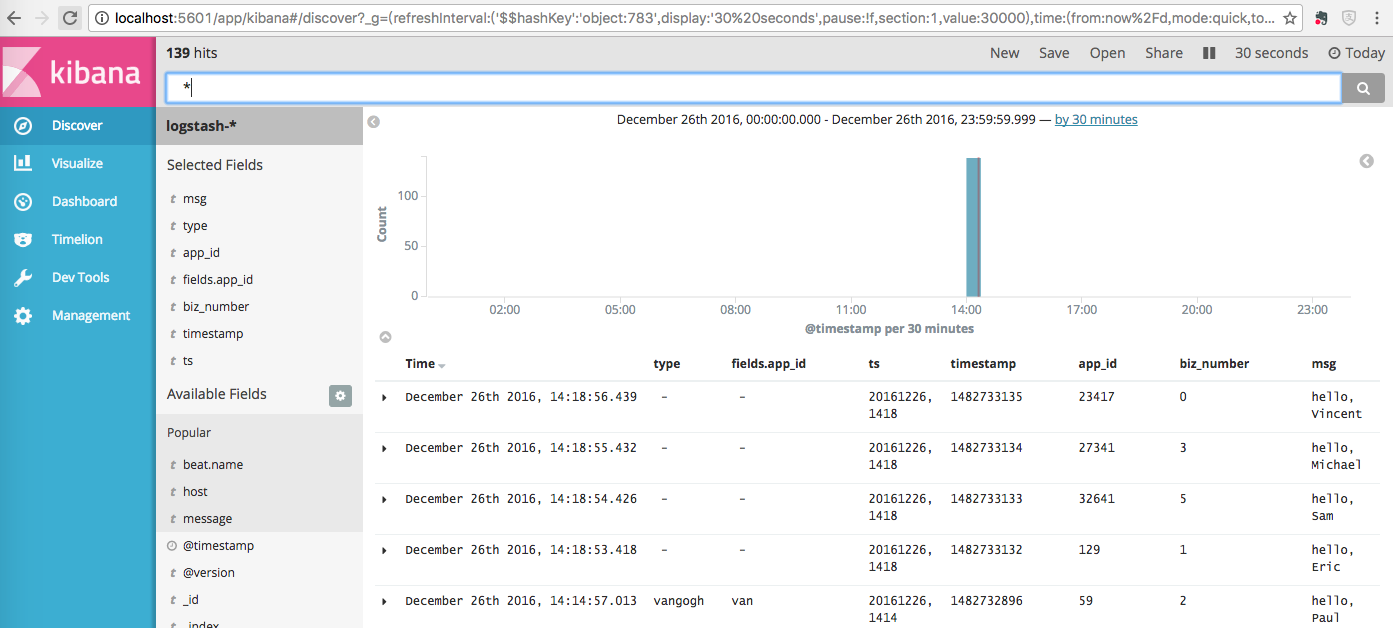 localhost:5601/app/kibana#/discover?_g=(refreshInterval:('$$hashKey':'object:783',display:'30%20seconds',pause:!f,section:1,value:30000),time:(from:now%2Fd,mode:quick,to...
kibana
139 hits
New Save Open Share 30 seconds Today
*
Discover
Visualize
Dashboard
Timelion
Dev Tools
Management
logstash-*
Selected Fields
t msg
t type
t app_id
t fields.app_id
t biz_number
t timestamp
t ts
Available Fields
Popular
t beat.name
t host
t message
@timestamp
t @version
t _id
t _index
December 26th 2016, 00:00:00.000 - December 26th 2016, 23:59:59.999 — by 30 minutes
Count
100
50
0
02:00 05:00 08:00 11:00 14:00 17:00 20:00 23:00
@timestamp per 30 minutes
Time type fields.app_id ts timestamp app_id biz_number msg
December 26th 2016, 14:18:56.439 - - 20161226, 1482733135 23417 0 hello,
1418 Vincent
December 26th 2016, 14:18:55.432 - - 20161226, 1482733134 27341 3 hello,
1418 Michael
December 26th 2016, 14:18:54.426 - - 20161226, 1482733133 32641 5 hello,
1418 Sam
December 26th 2016, 14:18:53.418 - - 20161226, 1482733132 129 1 hello,
1418 Eric
December 26th 2016, 14:14:57.013 vangogh van 20161226, 1482732896 59 2 hello,
1414 Paul